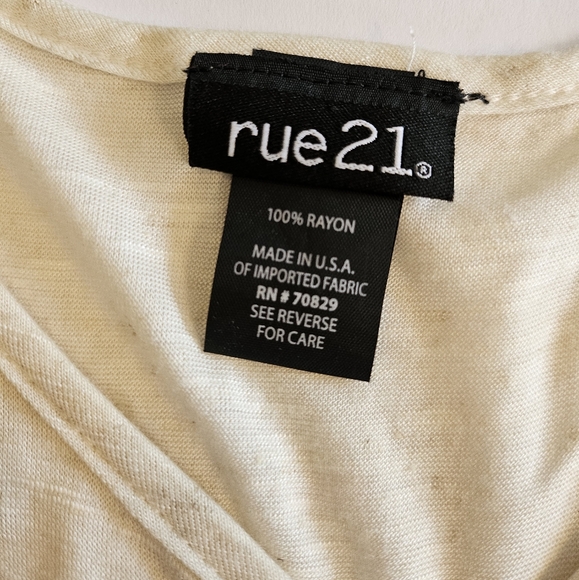 rue21®
100% RAYON
MADE IN U.S.A.
OF IMPORTED FABRIC
RN # 70829
SEE REVERSE
FOR CARE